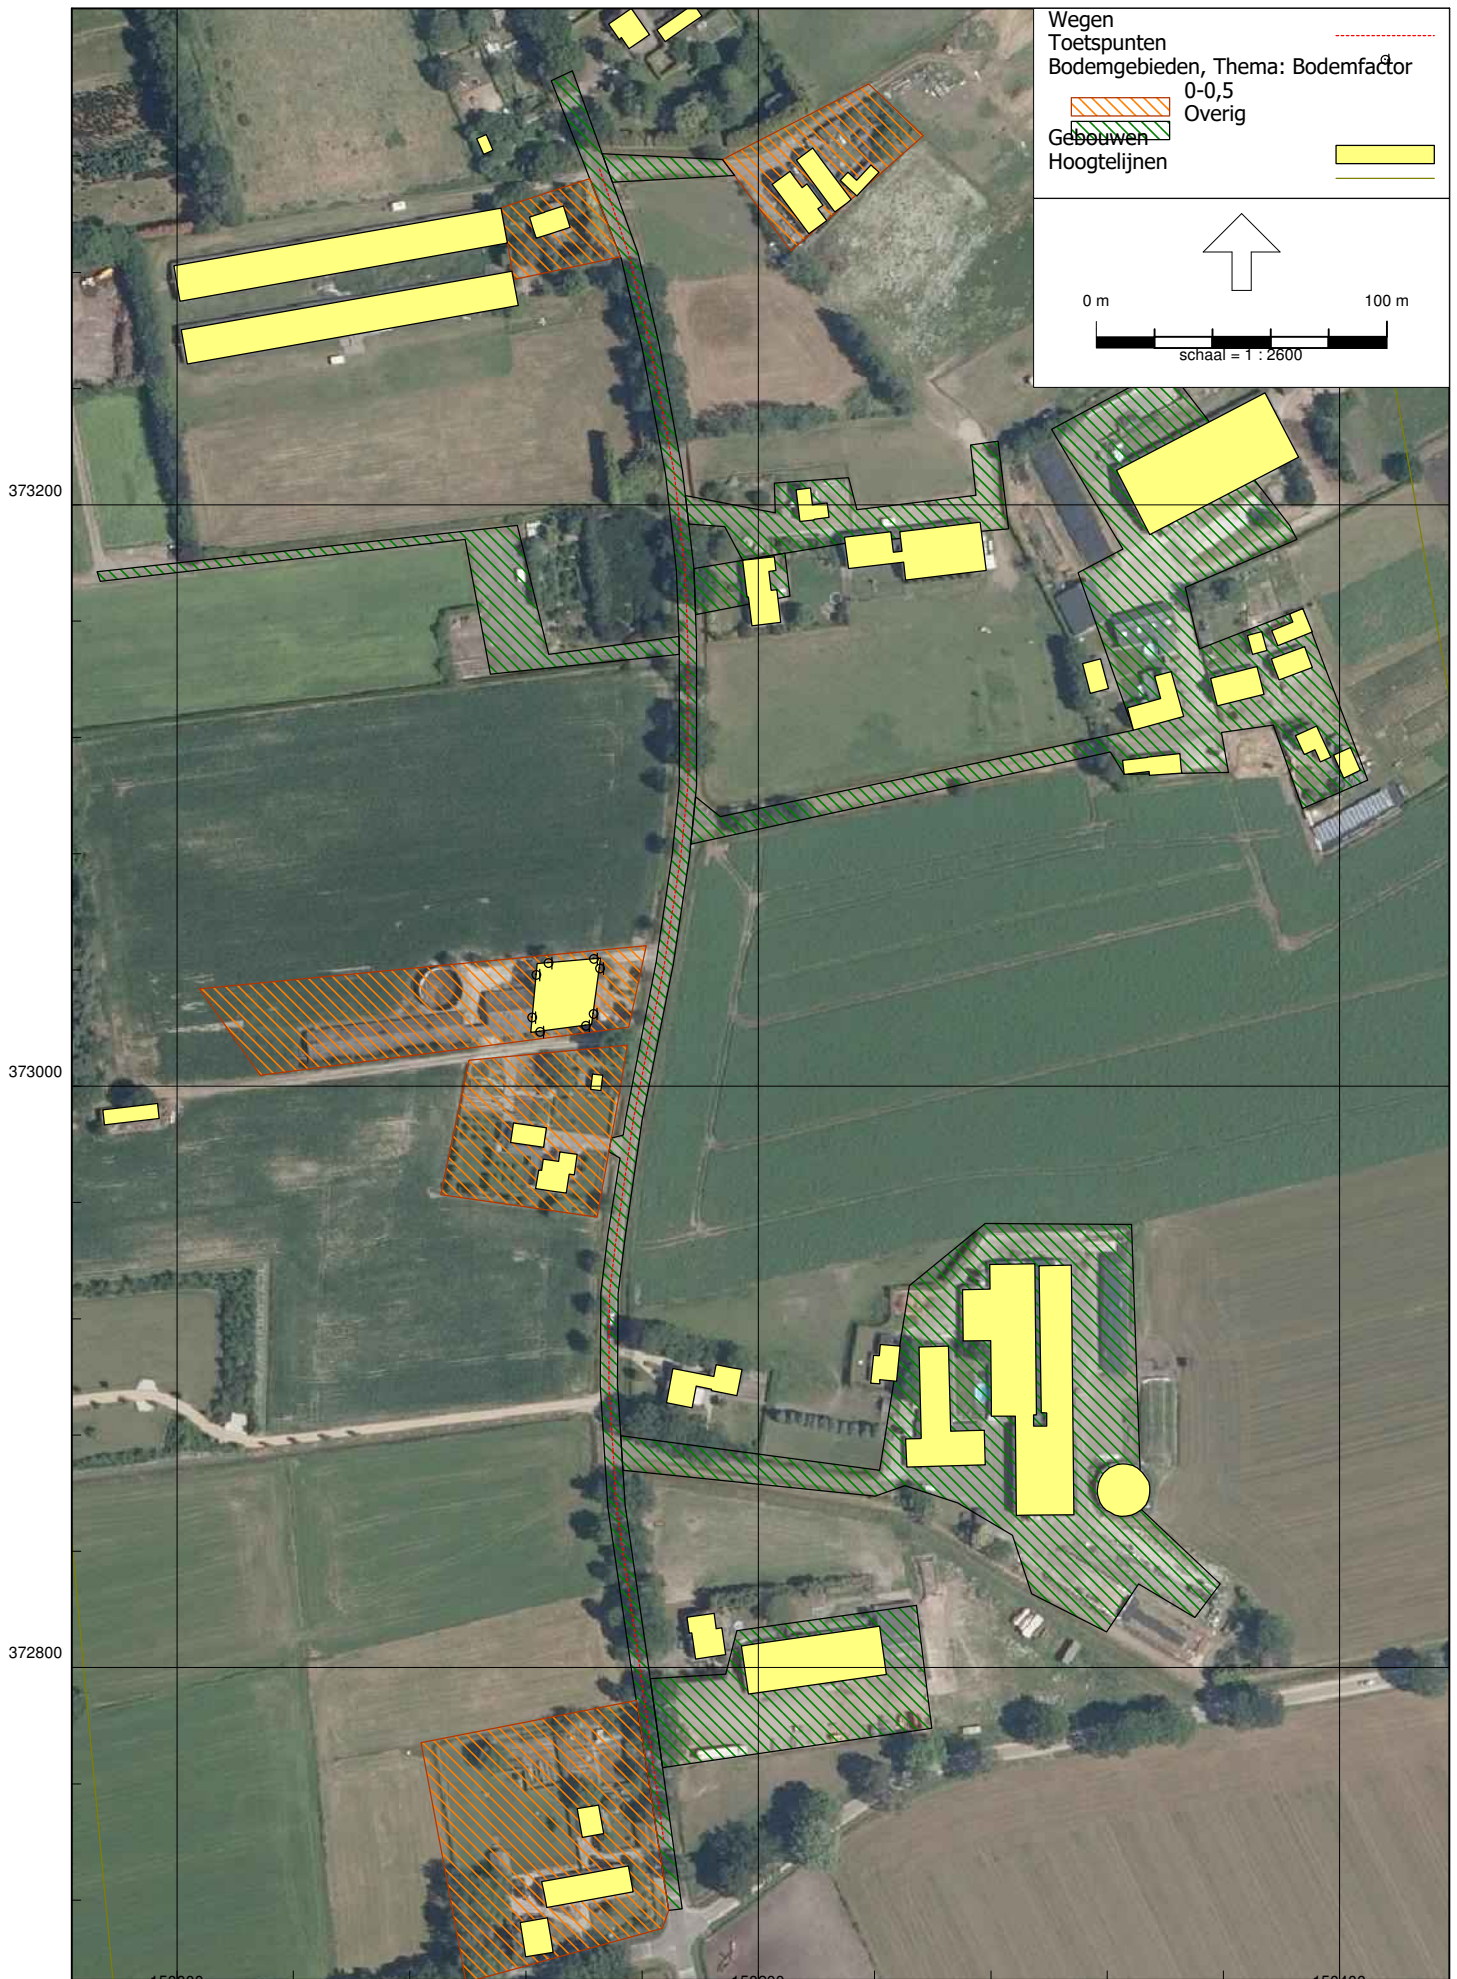 Wegen
Toetspunten
Bodemgebieden, Thema: Bodemfactor
0-0,5
Overig
Gebouwen
Hoogtelijnen
0 m 100 m
schaal = 1 : 2600
373200
373000
372800